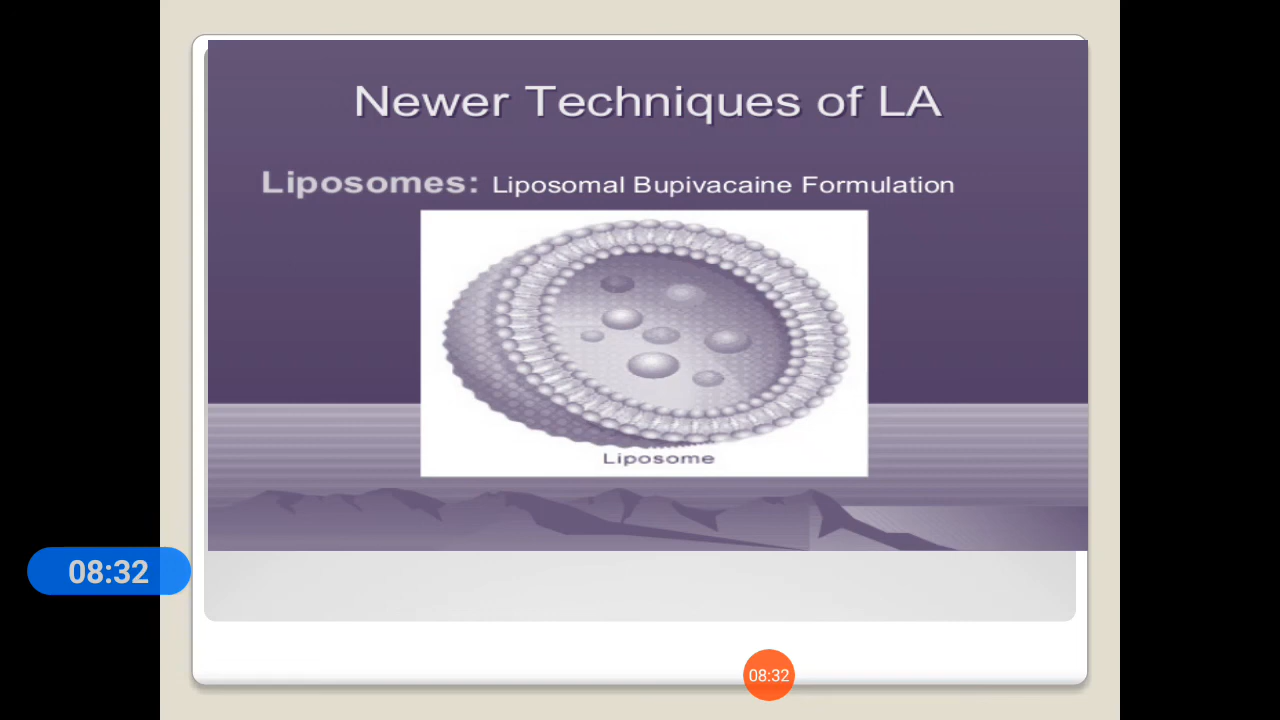 Newer Techniques of LA
Liposomes: Liposomal Bupivacaine Formulation
Liposome
08:32
08:32